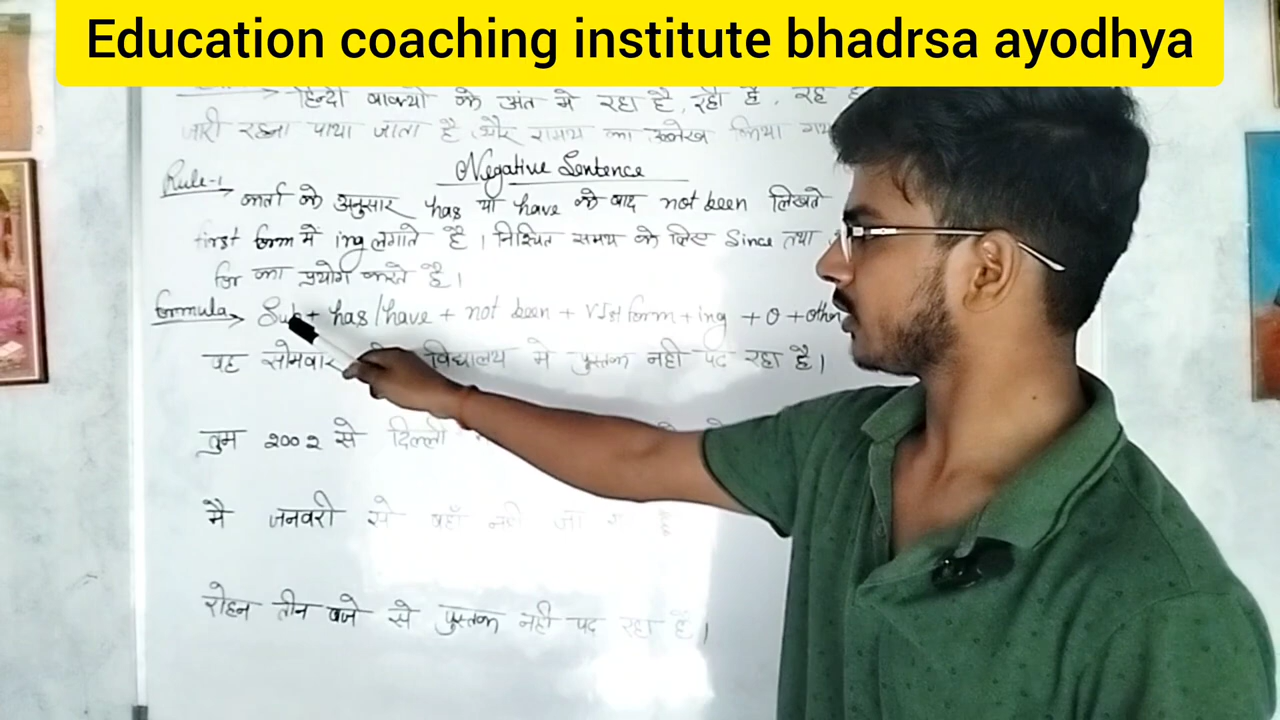 Education coaching institute bhadrsa ayodhya
हिन्दी वाक्यो के अंत मे रहा है, रही है, रहे है
जारी रहना पाया जाता है और समय का उल्लेख किया गया
Negative Sentence
Rule-1
कर्ता के अनुसार has या have के बाद not been लिखते
first form मे ing लगाते है। निश्चित समय के लिए Since तथा
का प्रयोग करते है।
formula Sub + has/have + not been + V Ist form + ing + O + other
वह सोमवार विद्यालय मे पुस्तक नही पढ रहा है।
तुम 2002 से दिल्ली
मै जनवरी से वहाँ नही जा
रोहन तीन बजे से पुस्तक नही पढ रहा है।